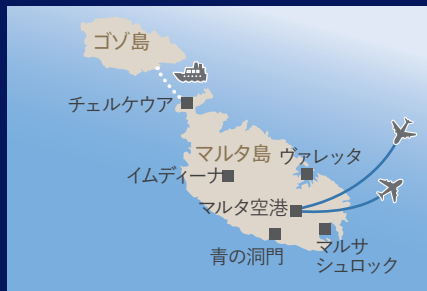 ゴゾ島
チェルケウア
マルタ島
ヴァレッタ
イムディーナ
マルタ空港
青の洞門
マルサ
シュロック